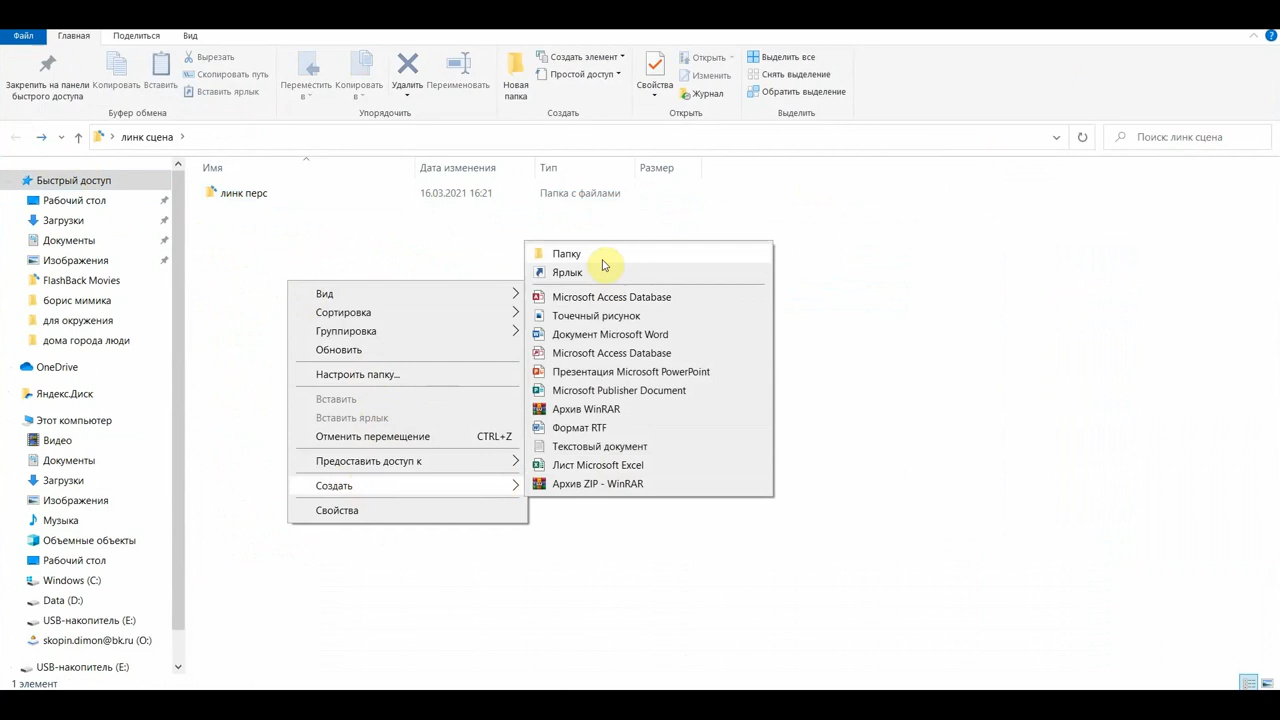 Файл Главная Поделиться Вид
Закрепить на панели быстрого доступа
Копировать
Вставить
Вырезать
Скопировать путь
Вставить ярлык
Буфер обмена
Переместить в
Копировать в
Удалить
Переименовать
Упорядочить
Новая папка
Создать элемент
Простой доступ
Создать
Свойства
Открыть
Изменить
Журнал
Открыть
Выделить все
Снять выделение
Обратить выделение
Выделить
линк сцена
Поиск: линк сцена
Быстрый доступ
Рабочий стол
Загрузки
Документы
Изображения
FlashBack Movies
борис мимика
для окружения
дома города люди
OneDrive
Яндекс.Диск
Этот компьютер
Видео
Документы
Загрузки
Изображения
Музыка
Объемные объекты
Рабочий стол
Windows (C:)
Data (D:)
USB-накопитель (E:)
skopin.dimon@bk.ru (O:)
USB-накопитель (E:)
1 элемент
Имя Дата изменения Тип Размер
линк перс 16.03.2021 16:21 Папка с файлами
Вид
Сортировка
Группировка
Обновить
Настроить папку...
Вставить
Вставить ярлык
Отменить перемещение CTRL+Z
Предоставить доступ к
Создать
Свойства
Папку
Ярлык
Microsoft Access Database
Точечный рисунок
Документ Microsoft Word
Microsoft Access Database
Презентация Microsoft PowerPoint
Microsoft Publisher Document
Архив WinRAR
Формат RTF
Текстовый документ
Лист Microsoft Excel
Архив ZIP - WinRAR